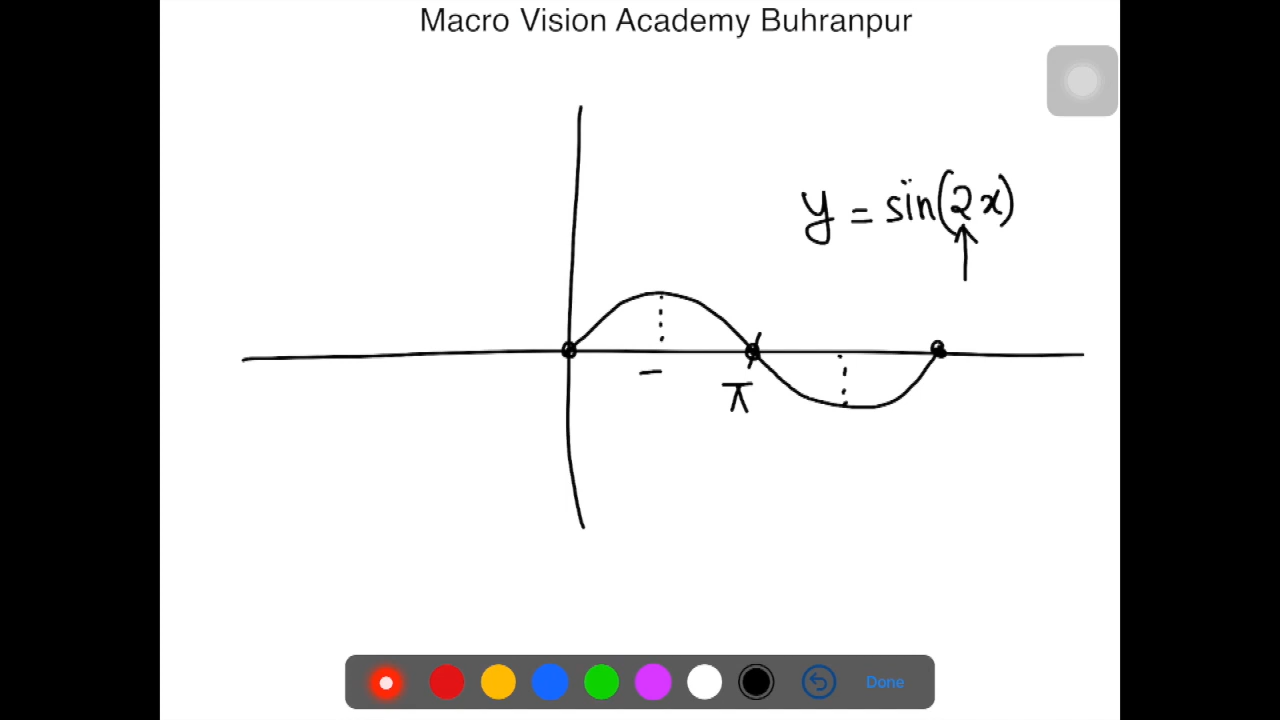 Macro Vision Academy Buhranpur
y = sin(2x)
π
Done